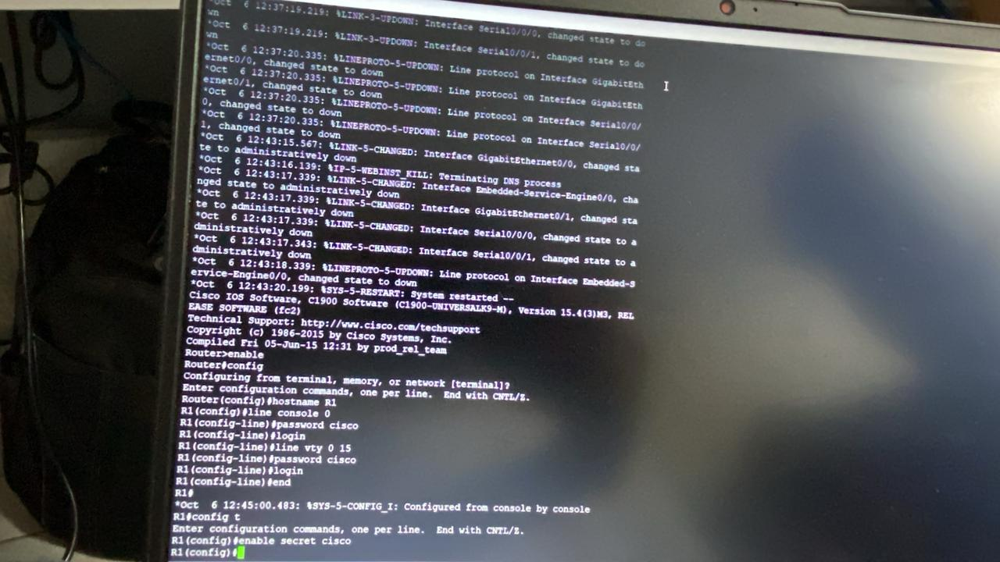 *Oct  6 12:37:19.219: %LINK-3-UPDOWN: Interface Serial0/0/0, changed state to do
wn
*Oct  6 12:37:19.219: %LINK-3-UPDOWN: Interface Serial0/0/1, changed state to do
wn
*Oct  6 12:37:20.335: %LINEPROTO-5-UPDOWN: Line protocol on Interface GigabitEth
ernet0/0, changed state to down
*Oct  6 12:37:20.335: %LINEPROTO-5-UPDOWN: Line protocol on Interface GigabitEth
ernet0/1, changed state to down
*Oct  6 12:37:20.335: %LINEPROTO-5-UPDOWN: Line protocol on Interface Serial0/0/
0, changed state to down
*Oct  6 12:37:20.335: %LINEPROTO-5-UPDOWN: Line protocol on Interface Serial0/0/
1, changed state to down
*Oct  6 12:43:15.567: %LINK-5-CHANGED: Interface GigabitEthernet0/0, changed sta
te to administratively down
*Oct  6 12:43:16.139: %IP-5-WEBINST_KILL: Terminating DNS process
*Oct  6 12:43:17.339: %LINK-5-CHANGED: Interface Embedded-Service-Engine0/0, cha
nged state to administratively down
*Oct  6 12:43:17.339: %LINK-5-CHANGED: Interface GigabitEthernet0/1, changed sta
te to administratively down
*Oct  6 12:43:17.339: %LINK-5-CHANGED: Interface Serial0/0/0, changed state to a
dministratively down
*Oct  6 12:43:17.343: %LINK-5-CHANGED: Interface Serial0/0/1, changed state to a
dministratively down
*Oct  6 12:43:18.339: %LINEPROTO-5-UPDOWN: Line protocol on Interface Embedded-S
ervice-Engine0/0, changed state to down
*Oct  6 12:43:20.199: %SYS-5-RESTART: System restarted --
Cisco IOS Software, C1900 Software (C1900-UNIVERSALK9-M), Version 15.4(3)M3, REL
EASE SOFTWARE (fc2)
Technical Support: http://www.cisco.com/techsupport
Copyright (c) 1986-2015 by Cisco Systems, Inc.
Compiled Fri 05-Jun-15 12:31 by prod_rel_team
Router>enable
Router#config
Configuring from terminal, memory, or network [terminal]?
Enter configuration commands, one per line.  End with CNTL/Z.
Router(config)#hostname R1
R1(config)#line console 0
R1(config-line)#password cisco
R1(config-line)#login
R1(config-line)#line vty 0 15
R1(config-line)#password cisco
R1(config-line)#login
R1(config-line)#end
R1#
*Oct  6 12:45:00.483: %SYS-5-CONFIG_I: Configured from console by console
R1#config t
Enter configuration commands, one per line.  End with CNTL/Z.
R1(config)#enable secret cisco
R1(config)#